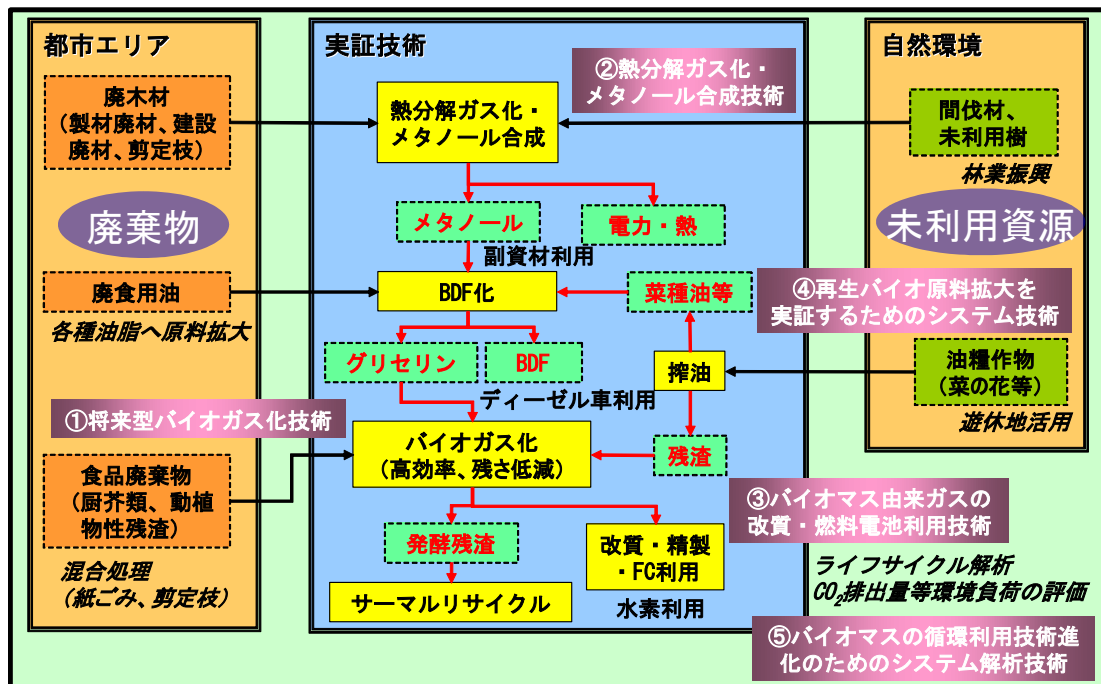 都市エリア
廃木材
(製材廃材、建設
廃材、剪定枝)
廃棄物
廃食用油
各種油脂へ原料拡大
①将来型バイオガス化技術
食品廃棄物
(厨芥類、動植
物性残渣)
混合処理
(紙ごみ、剪定枝)
実証技術
②熱分解ガス化・
メタノール合成技術
熱分解ガス化・
メタノール合成
メタノール
電力・熱
副資材利用
BDF化
菜種油等
グリセリン
BDF
搾油
ディーゼル車利用
バイオガス化
(高効率、残さ低減)
残渣
発酵残渣
改質・精製
・FC利用
サーマルリサイクル
水素利用
自然環境
間伐材、
未利用樹
林業振興
未利用資源
④再生バイオ原料拡大を
実証するためのシステム技術
油糧作物
(菜の花等)
遊休地活用
③バイオマス由来ガスの
改質・燃料電池利用技術
ライフサイクル解析
CO2排出量等環境負荷の評価
⑤バイオマスの循環利用技術進
化のためのシステム解析技術